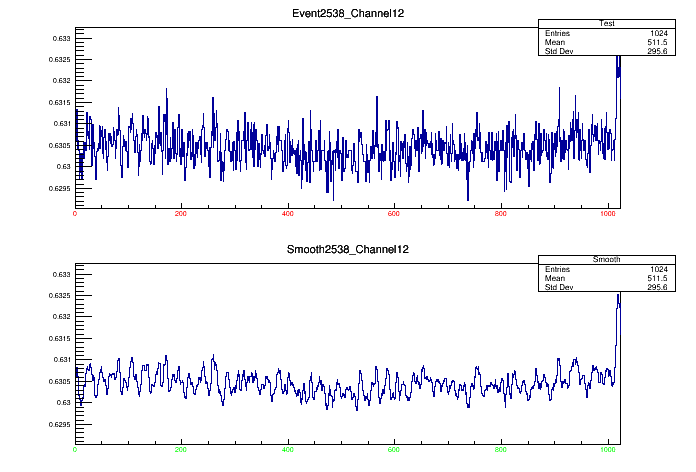 Event2538_Channel12
Test
Entries 1024
Mean 511.5
Std Dev 295.6
0.633
0.6325
0.632
0.6315
0.631
0.6305
0.63
0.6295
0 200 400 600 800 1000
Smooth2538_Channel12
Smooth
Entries 1024
Mean 511.5
Std Dev 295.6
0.633
0.6325
0.632
0.6315
0.631
0.6305
0.63
0.6295
0 200 400 600 800 1000